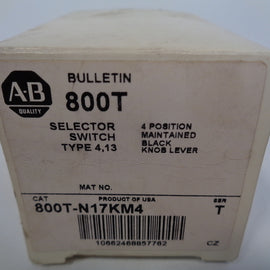 A·B
QUALITY
BULLETIN
800T
SELECTOR
SWITCH
TYPE 4,13
4 POSITION
MAINTAINED
BLACK
KNOB LEVER
MAT NO.
CAT PRODUCT OF USA SER
800T-N17KM4 T
10662468857762 CZ